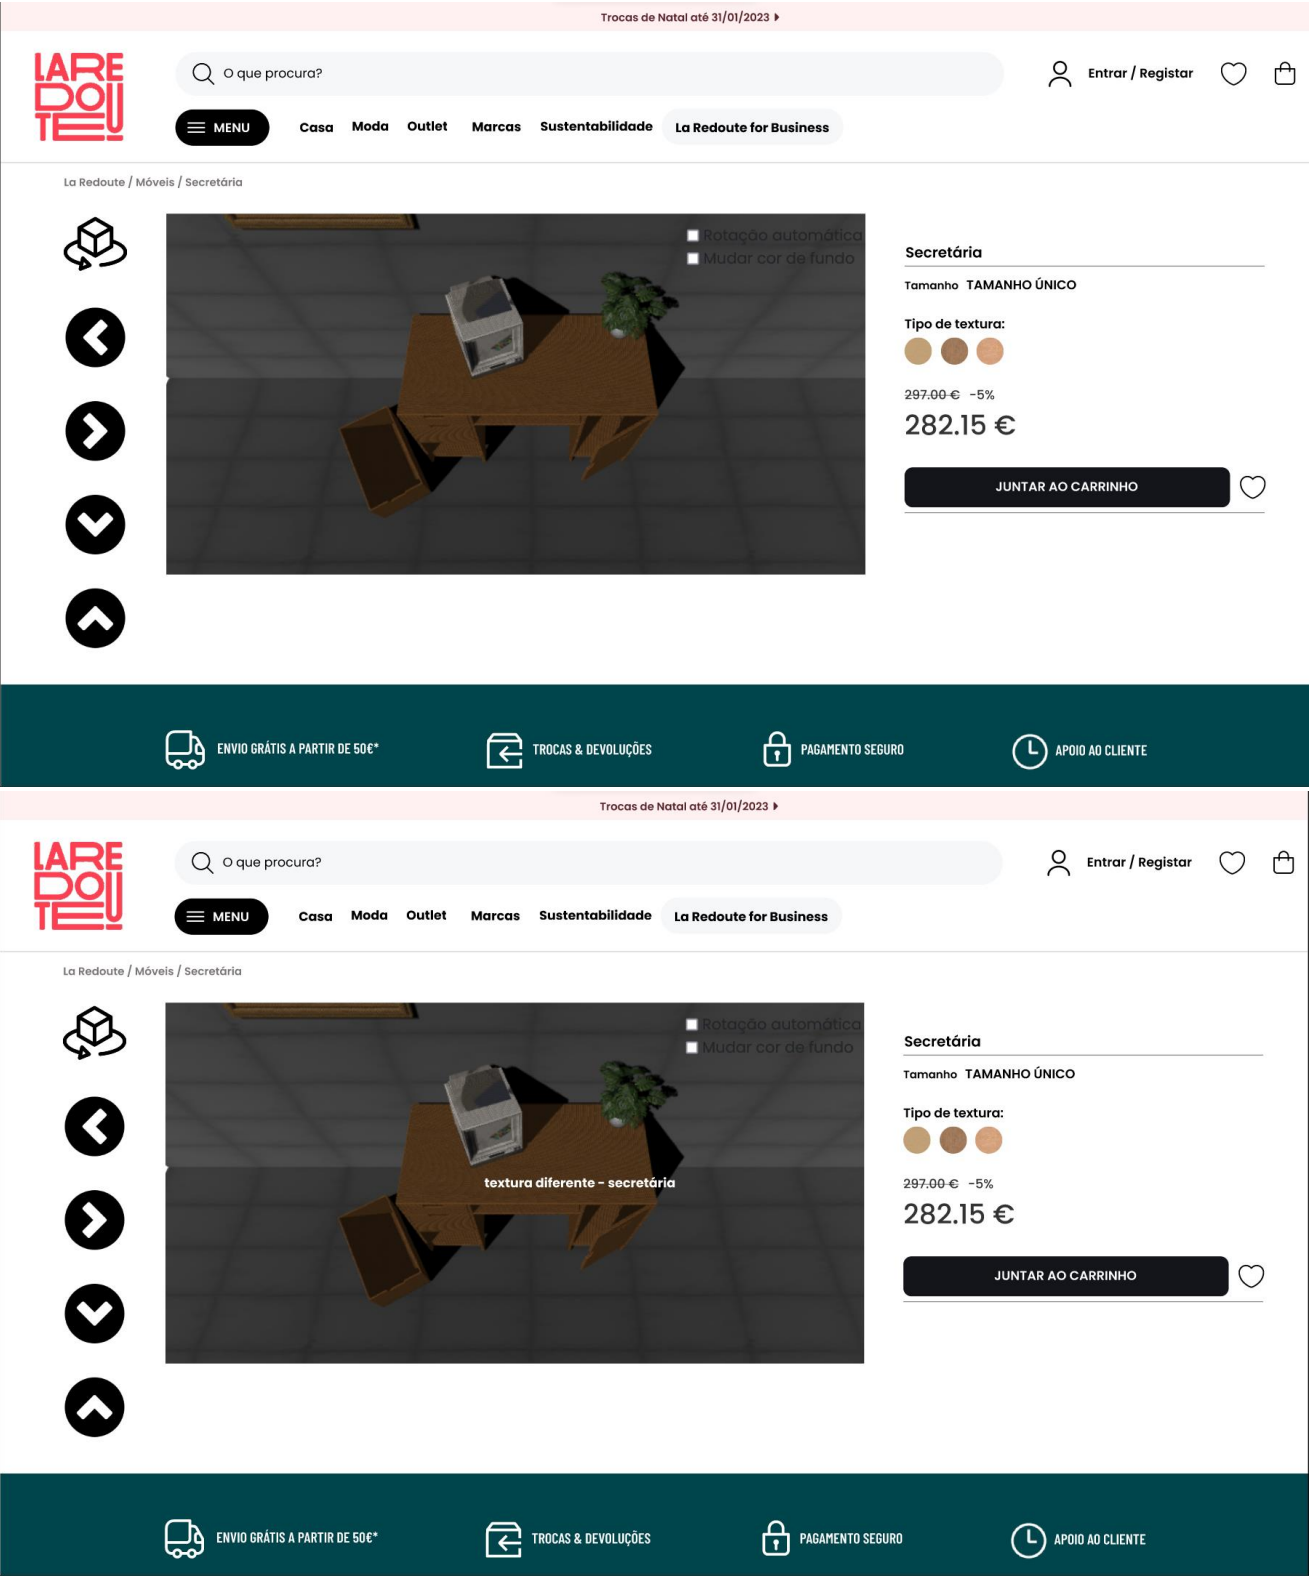 Trocas de Natal até 31/01/2023
LA RE
DOU
TE
O que procura?
Entrar / Registar
MENU
Casa Moda Outlet Marcas Sustentabilidade La Redoute for Business
La Redoute / Móveis / Secretária
Rotação automática
Mudar cor de fundo
Secretária
Tamanho TAMANHO ÚNICO
Tipo de textura:
297.00 € -5%
282.15 €
JUNTAR AO CARRINHO
ENVIO GRÁTIS A PARTIR DE 50€*
TROCAS & DEVOLUÇÕES
PAGAMENTO SEGURO
APOIO AO CLIENTE
Trocas de Natal até 31/01/2023
LA RE
DOU
TE
O que procura?
Entrar / Registar
MENU
Casa Moda Outlet Marcas Sustentabilidade La Redoute for Business
La Redoute / Móveis / Secretária
Rotação automática
Mudar cor de fundo
textura diferente - secretária
Secretária
Tamanho TAMANHO ÚNICO
Tipo de textura:
297.00 € -5%
282.15 €
JUNTAR AO CARRINHO
ENVIO GRÁTIS A PARTIR DE 50€*
TROCAS & DEVOLUÇÕES
PAGAMENTO SEGURO
APOIO AO CLIENTE